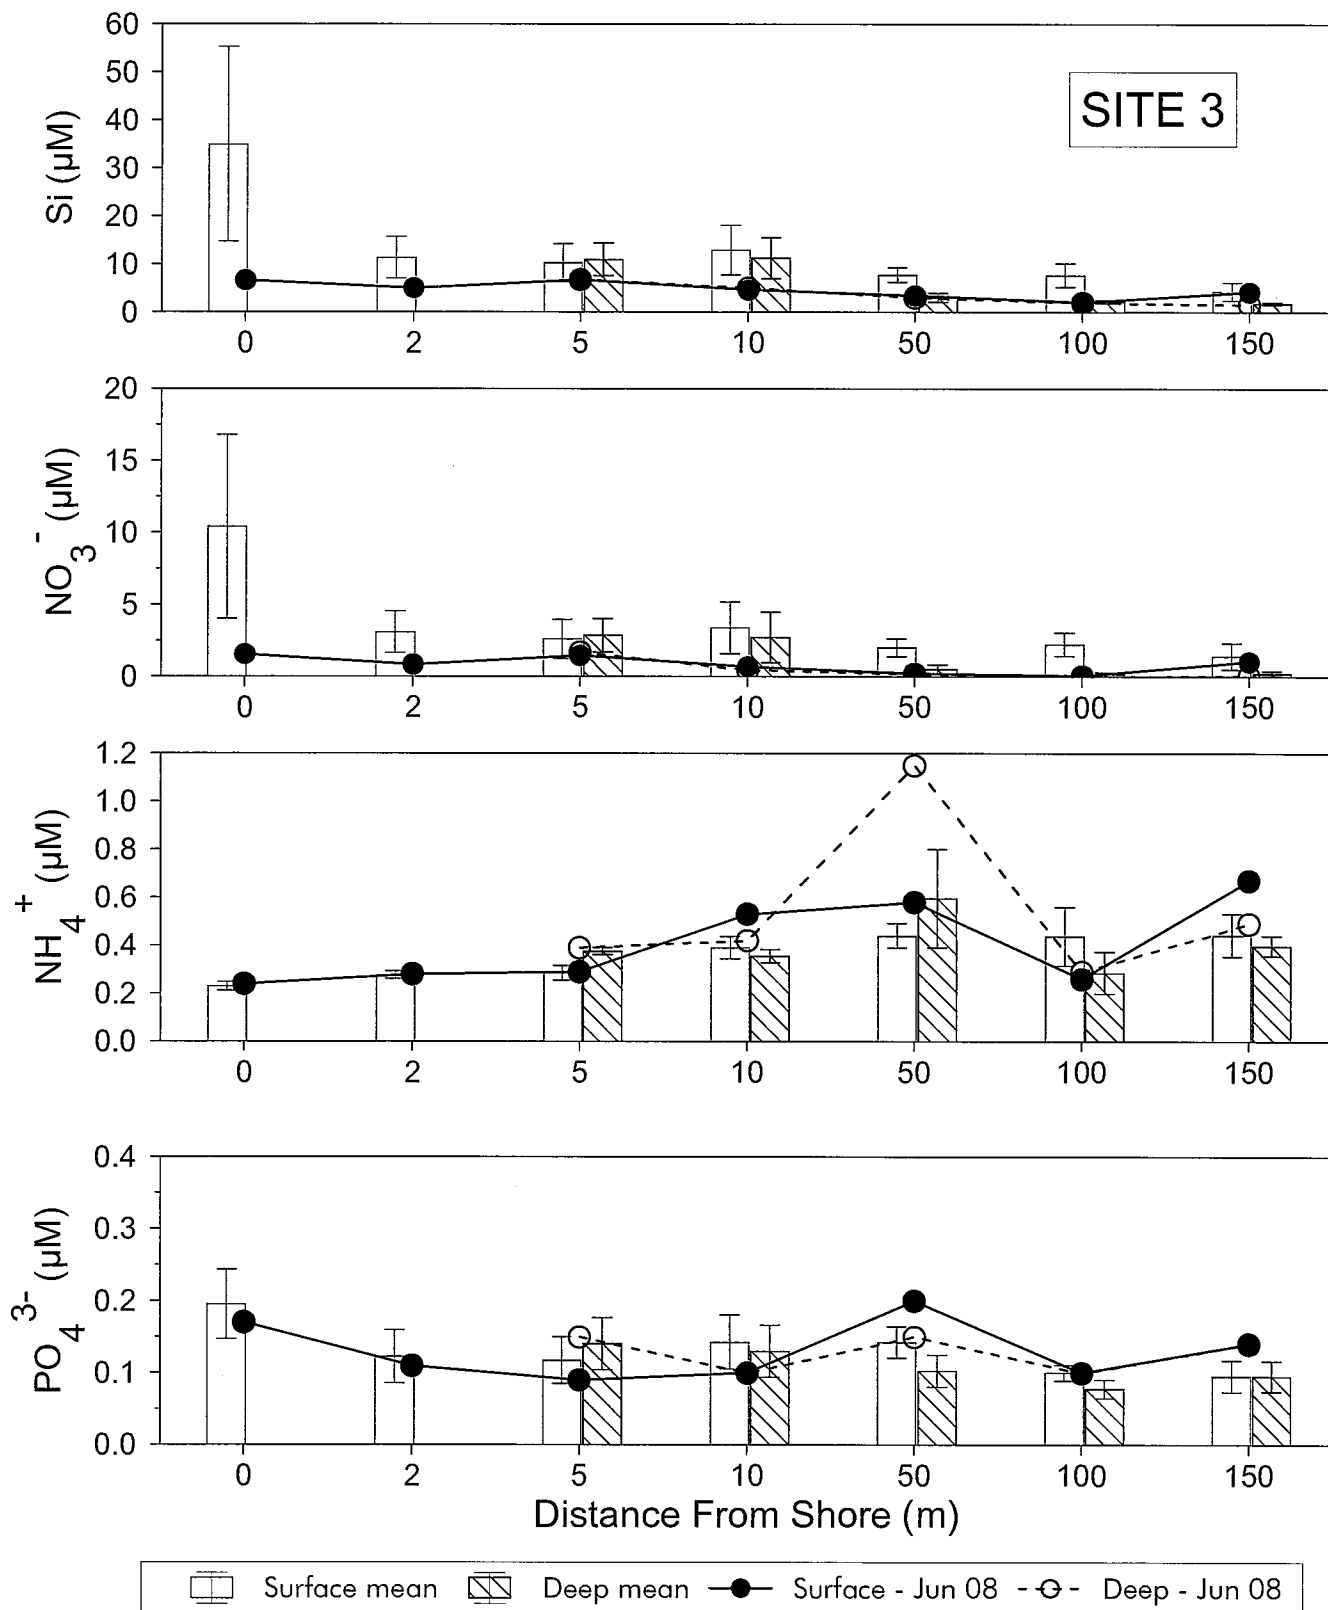 SITE 3
Si (µM)
60
50
40
30
20
10
0
0 2 5 10 50 100 150
NO3- (µM)
20
15
10
5
0
0 2 5 10 50 100 150
NH4+ (µM)
1.2
1.0
0.8
0.6
0.4
0.2
0.0
0 2 5 10 50 100 150
PO4 3- (µM)
0.4
0.3
0.2
0.1
0.0
0 2 5 10 50 100 150
Distance From Shore (m)
Surface mean Deep mean Surface - Jun 08 Deep - Jun 08